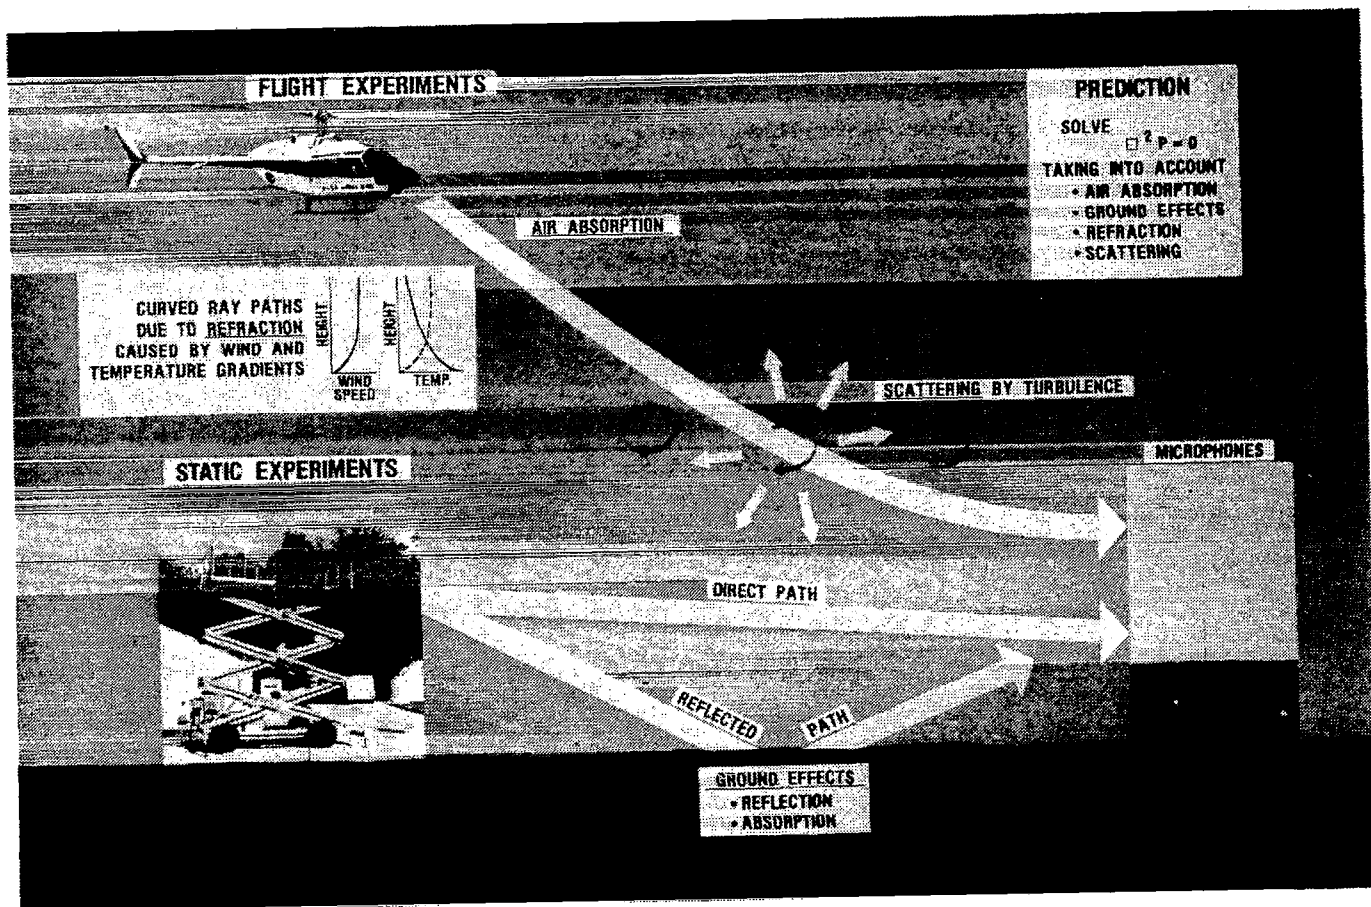 FLIGHT EXPERIMENTS
PREDICTION
SOLVE
□² P = 0
TAKING INTO ACCOUNT
• AIR ABSORPTION
• GROUND EFFECTS
• REFRACTION
• SCATTERING
AIR ABSORPTION
CURVED RAY PATHS
DUE TO REFRACTION
CAUSED BY WIND AND
TEMPERATURE GRADIENTS
HEIGHT
WIND
SPEED
HEIGHT
TEMP.
SCATTERING BY TURBULENCE
MICROPHONES
STATIC EXPERIMENTS
DIRECT PATH
REFLECTED
PATH
GROUND EFFECTS
• REFLECTION
• ABSORPTION